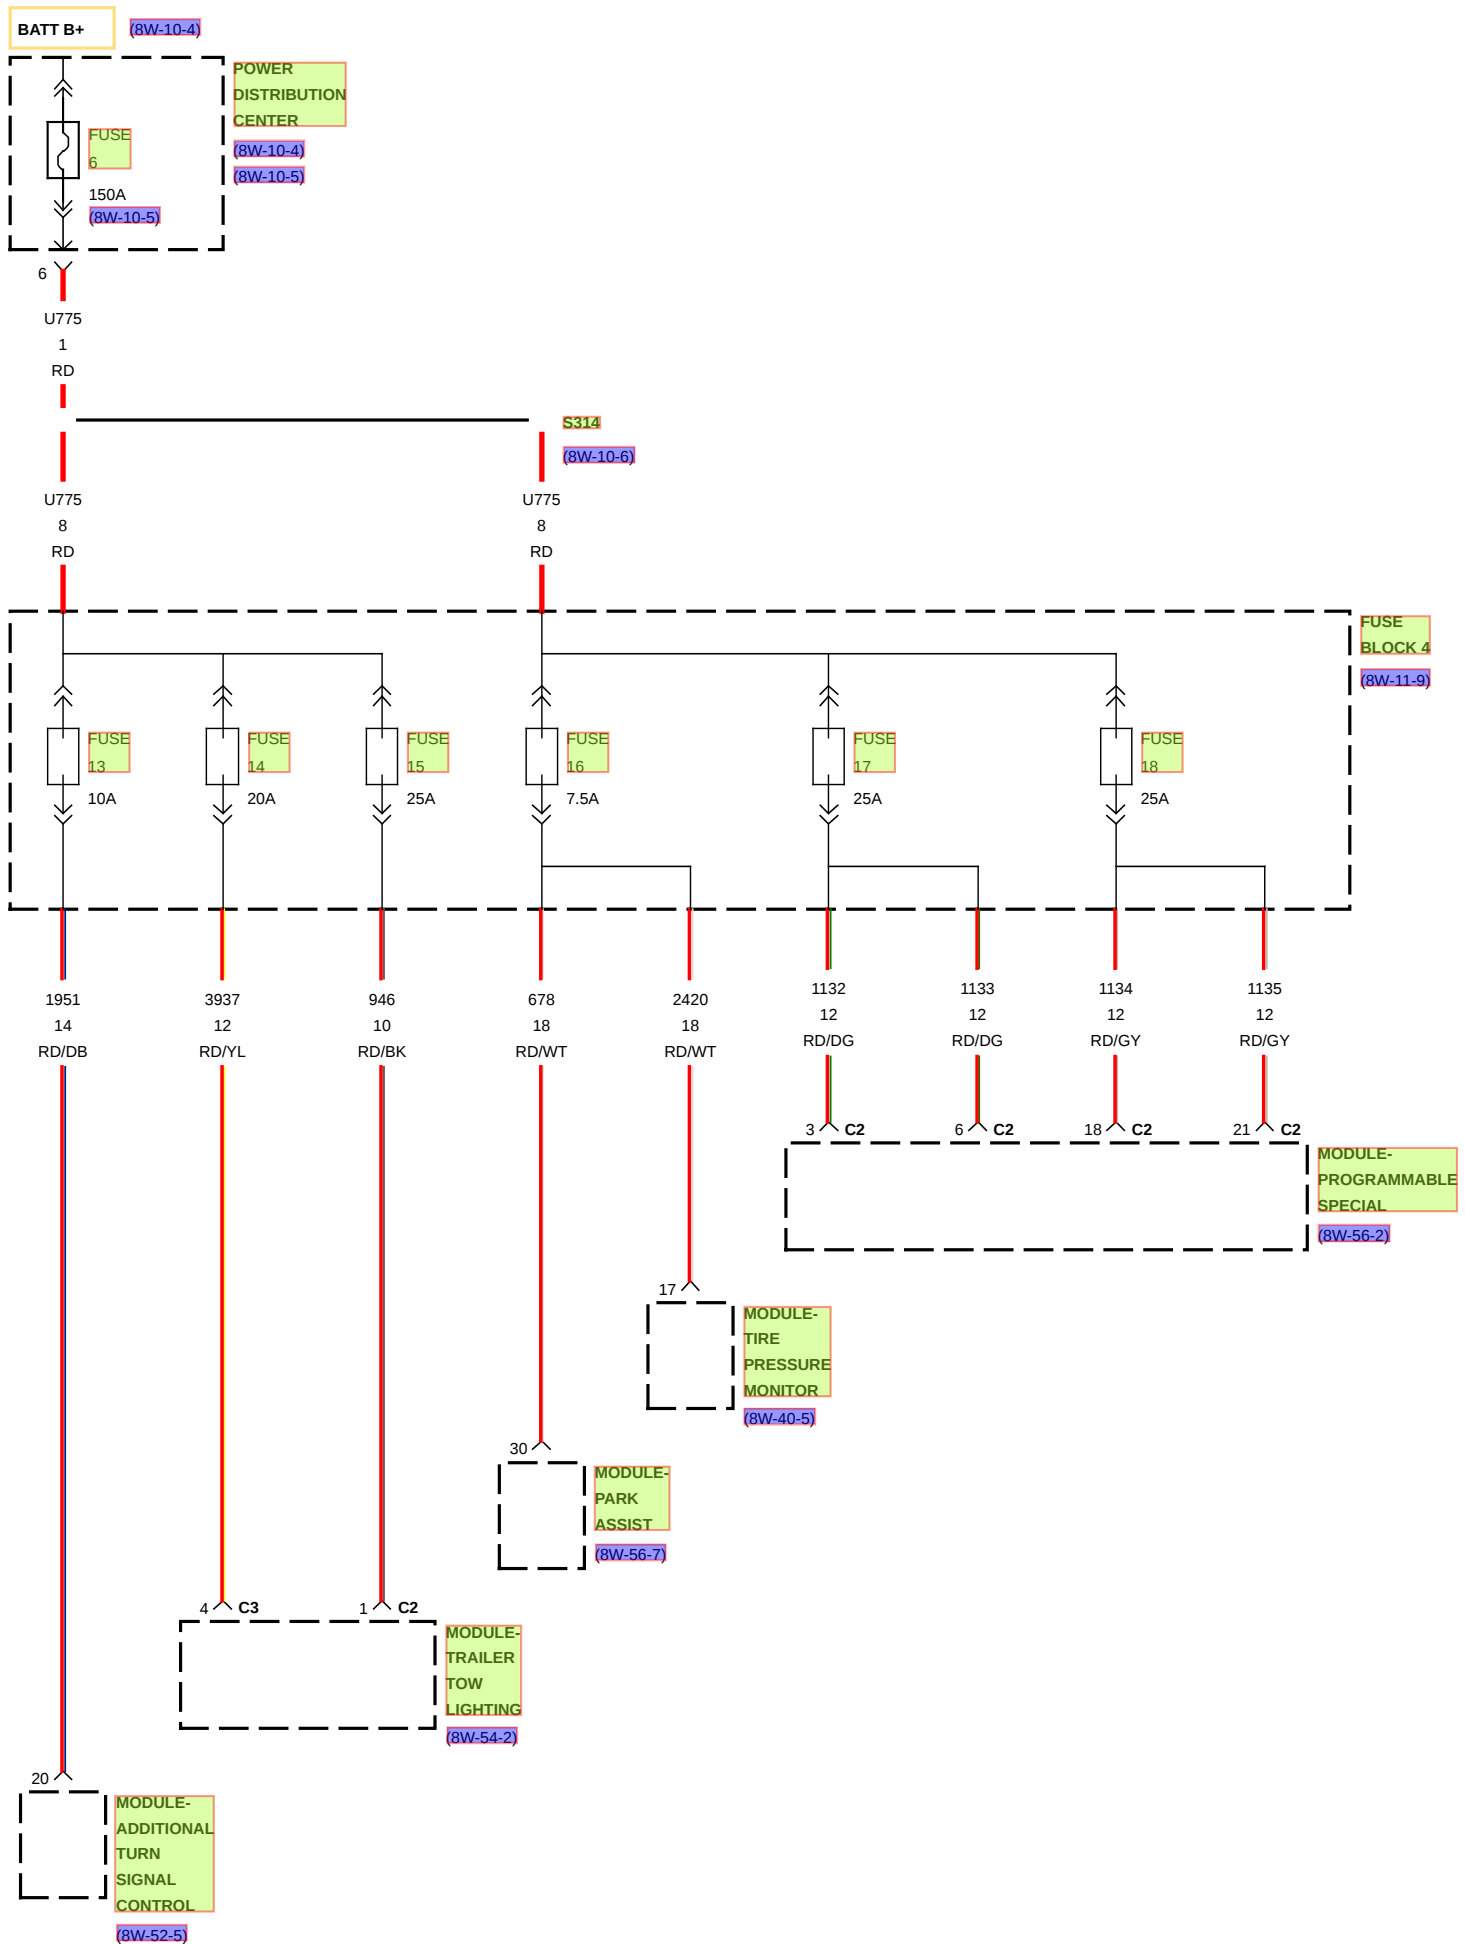 BATT B+
(8W-10-4)
POWER
DISTRIBUTION
CENTER
(8W-10-4)
(8W-10-5)
FUSE
6
150A
(8W-10-5)
6
U775
1
RD
S314
(8W-10-6)
U775
8
RD
U775
8
RD
FUSE
BLOCK 4
(8W-11-9)
FUSE
13
10A
FUSE
14
20A
FUSE
15
25A
FUSE
16
7.5A
FUSE
17
25A
FUSE
18
25A
1951
14
RD/DB
3937
12
RD/YL
946
10
RD/BK
678
18
RD/WT
2420
18
RD/WT
1132
12
RD/DG
1133
12
RD/DG
1134
12
RD/GY
1135
12
RD/GY
3 C2
6 C2
18 C2
21 C2
MODULE-
PROGRAMMABLE
SPECIAL
(8W-56-2)
17
MODULE-
TIRE
PRESSURE
MONITOR
(8W-40-5)
30
MODULE-
PARK
ASSIST
(8W-56-7)
4 C3
1 C2
MODULE-
TRAILER
TOW
LIGHTING
(8W-54-2)
20
MODULE-
ADDITIONAL
TURN
SIGNAL
CONTROL
(8W-52-5)